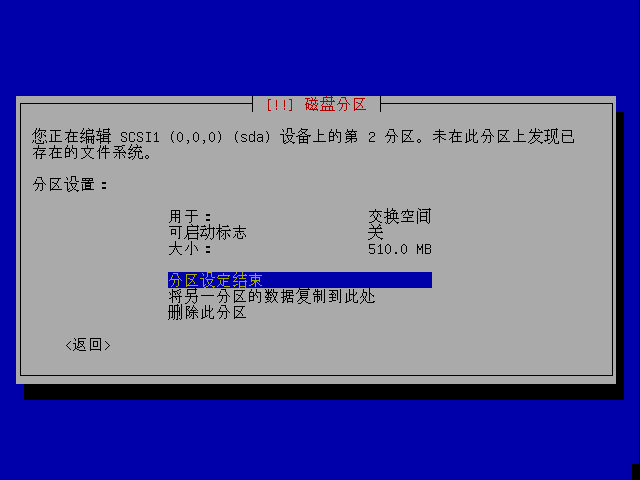 [!!] 磁盘分区
您正在编辑 SCSI1 (0,0,0) (sda) 设备上的第 2 分区。未在此分区上发现已
存在的文件系统。
分区设置：
用于： 交换空间
可启动标志 关
大小： 510.0 MB
分区设定结束
将另一分区的数据复制到此处
删除此分区
<返回>